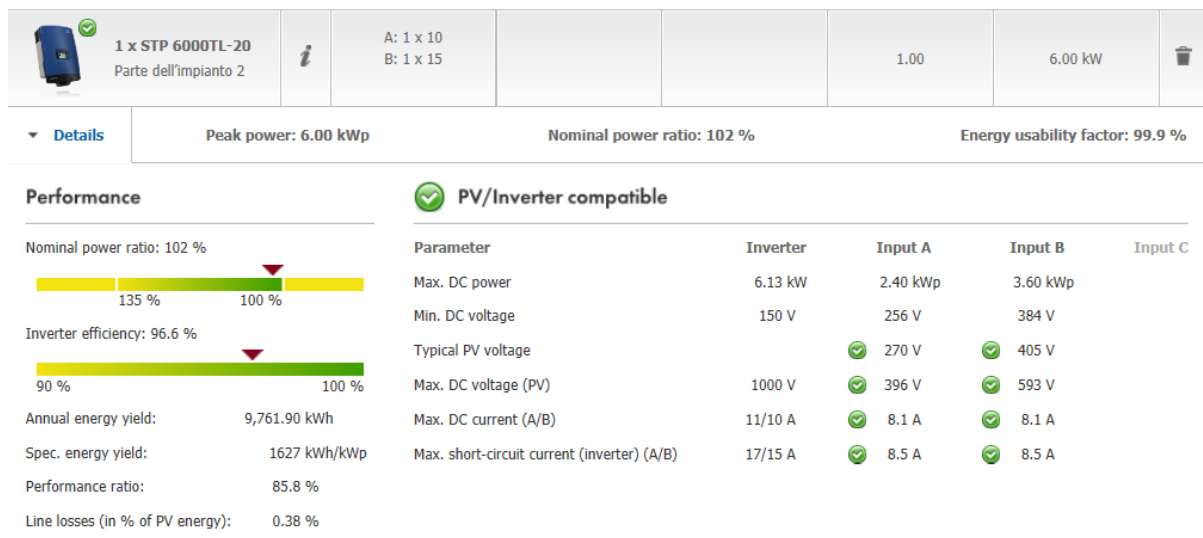 1 x STP 6000TL-20
Parte dell'impianto 2
i
A: 1 x 10
B: 1 x 15
1.00
6.00 kW
Details
Peak power: 6.00 kWp
Nominal power ratio: 102 %
Energy usability factor: 99.9 %
Performance
Nominal power ratio: 102 %
135 % 100 %
Inverter efficiency: 96.6 %
90 % 100 %
Annual energy yield: 9,761.90 kWh
Spec. energy yield: 1627 kWh/kWp
Performance ratio: 85.8 %
Line losses (in % of PV energy): 0.38 %
PV/Inverter compatible
Parameter Inverter Input A Input B Input C
Max. DC power 6.13 kW 2.40 kWp 3.60 kWp
Min. DC voltage 150 V 256 V 384 V
Typical PV voltage 270 V 405 V
Max. DC voltage (PV) 1000 V 396 V 593 V
Max. DC current (A/B) 11/10 A 8.1 A 8.1 A
Max. short-circuit current (inverter) (A/B) 17/15 A 8.5 A 8.5 A